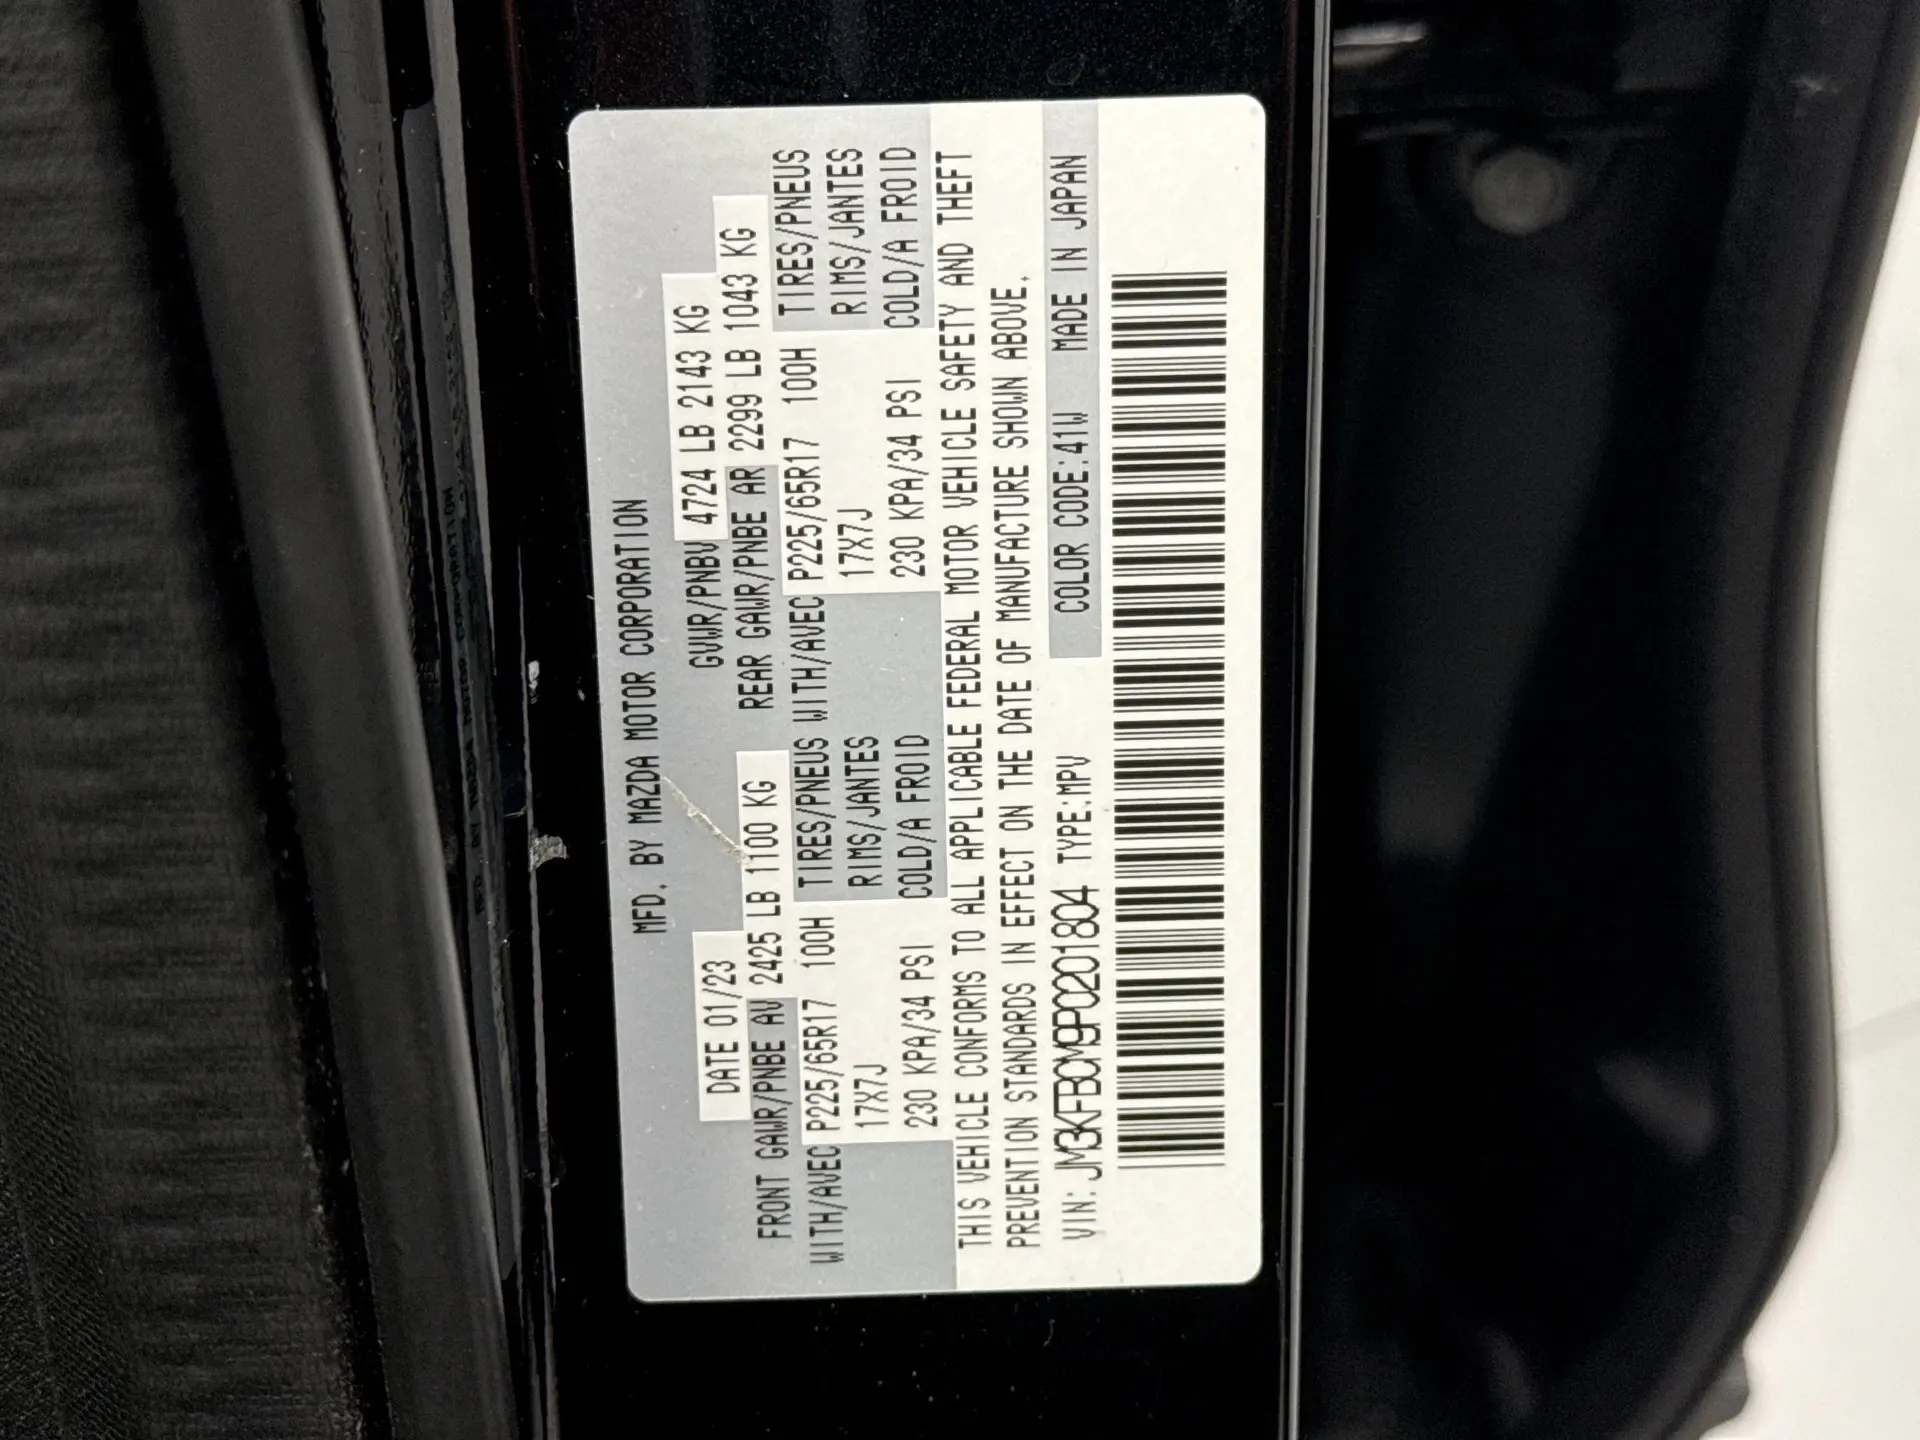 MFD. BY MAZDA MOTOR CORPORATION
DATE 01/23 GVWR/PNBV 4724 LB 2143 KG
FRONT GAWR/PNBE AV 2425 LB 1100 KG REAR GAWR/PNBE AR 2299 LB 1043 KG
WITH/AVEC P225/65R17 100H TIRES/PNEUS WITH/AVEC P225/65R17 100H TIRES/PNEUS
17X7J RIMS/JANTES 17X7J RIMS/JANTES
230 KPA/34 PSI COLD/A FROID 230 KPA/34 PSI COLD/A FROID
THIS VEHICLE CONFORMS TO ALL APPLICABLE FEDERAL MOTOR VEHICLE SAFETY AND THEFT
PREVENTION STANDARDS IN EFFECT ON THE DATE OF MANUFACTURE SHOWN ABOVE.
VIN: JM3KFBCM9P0201804 TYPE:MPV COLOR CODE:41W MADE IN JAPAN